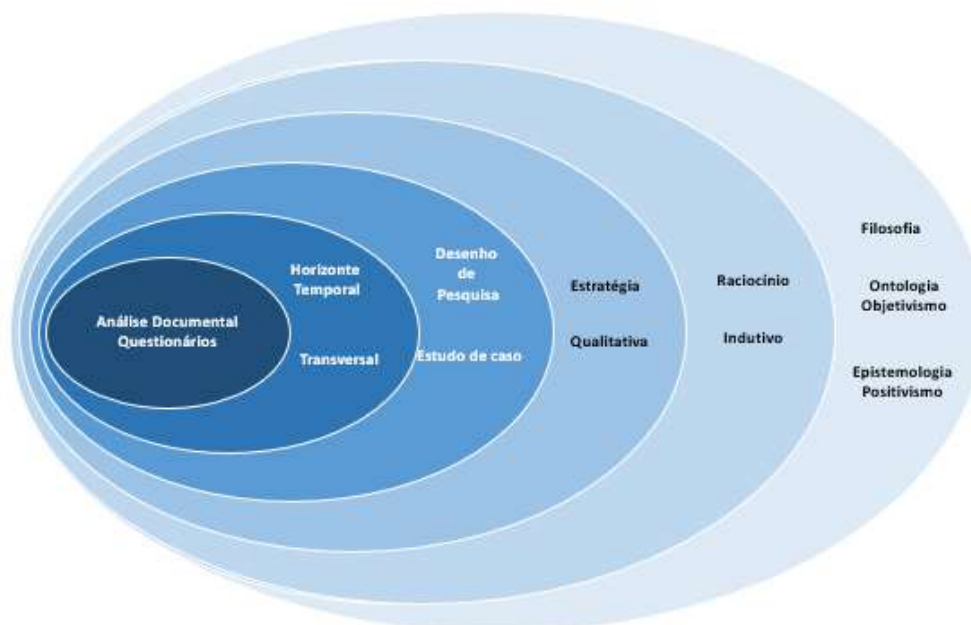 Análise Documental
Questionários
Horizonte
Temporal
Transversal
Desenho
de
Pesquisa
Estudo de caso
Estratégia
Qualitativa
Raciocínio
Indutivo
Filosofia
Ontologia
Objetivismo
Epistemologia
Positivismo